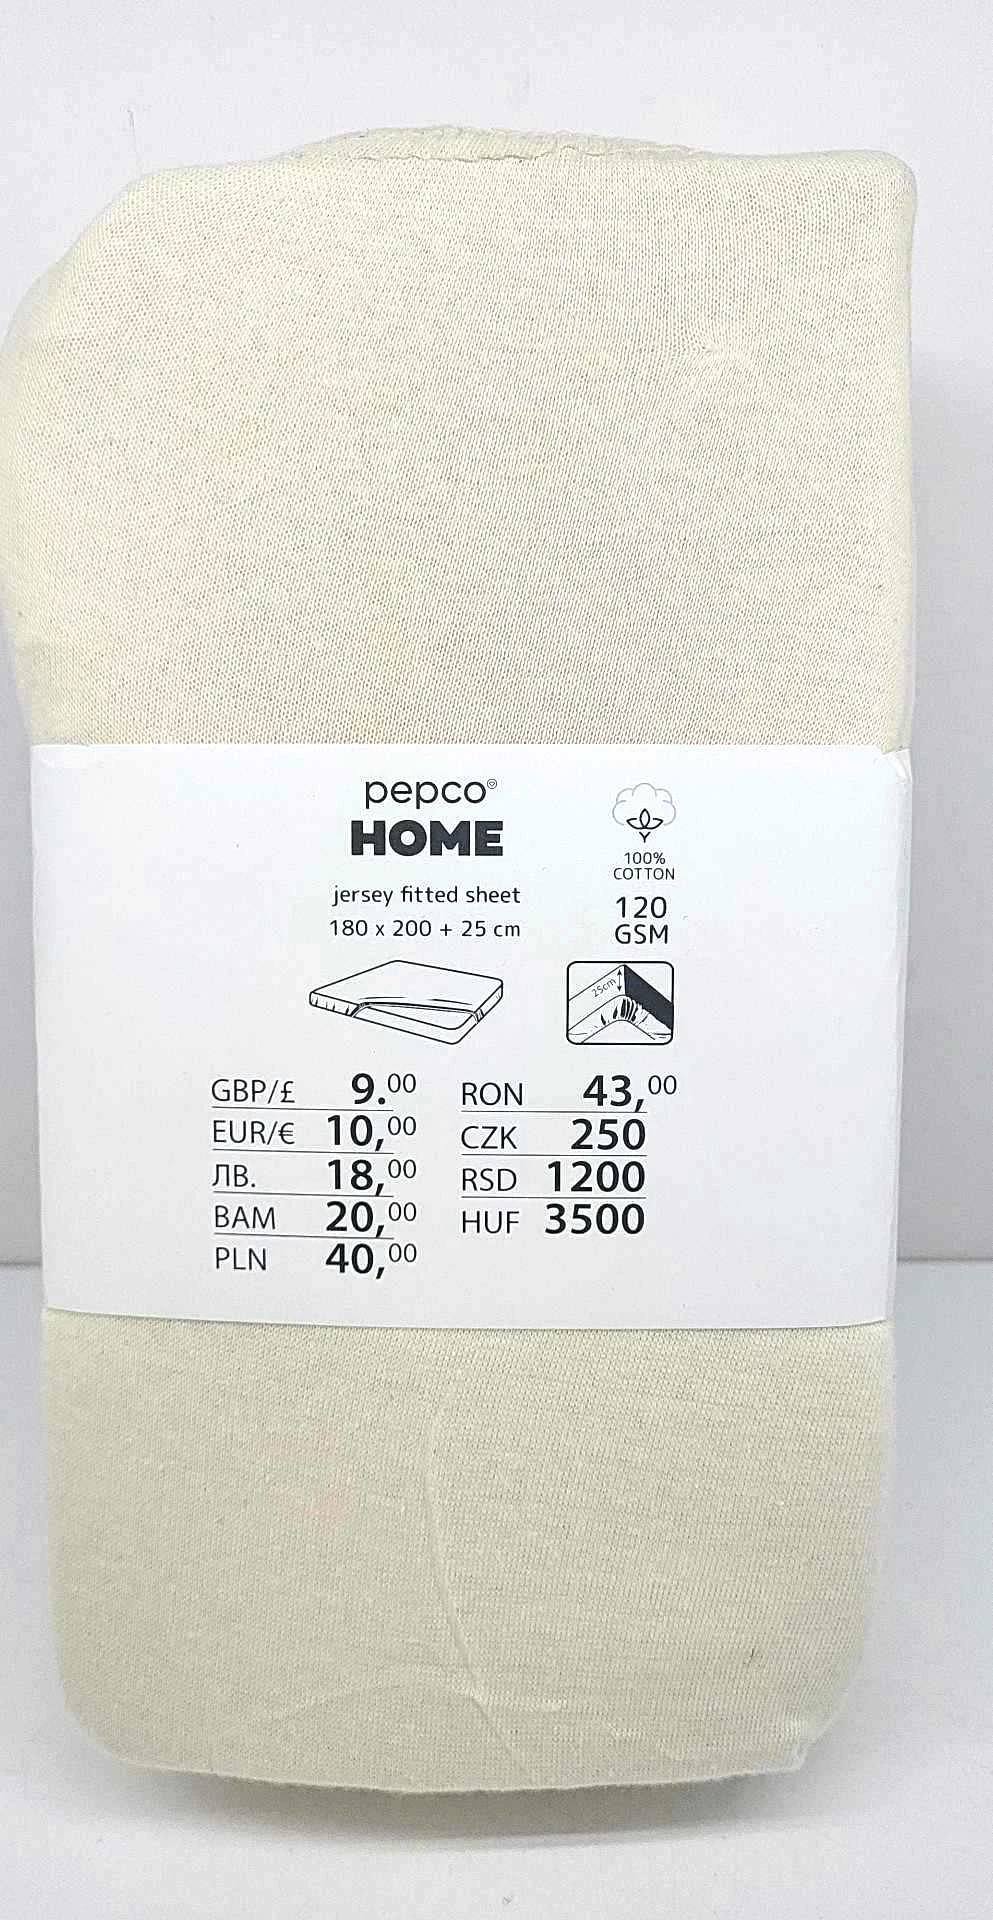 pepco®
HOME
jersey fitted sheet
180 x 200 + 25 cm
100%
COTTON
120
GSM
25cm
GBP/£ 9.00
EUR/€ 10,00
ЛВ. 18,00
BAM 20,00
PLN 40,00
RON 43,00
CZK 250
RSD 1200
HUF 3500